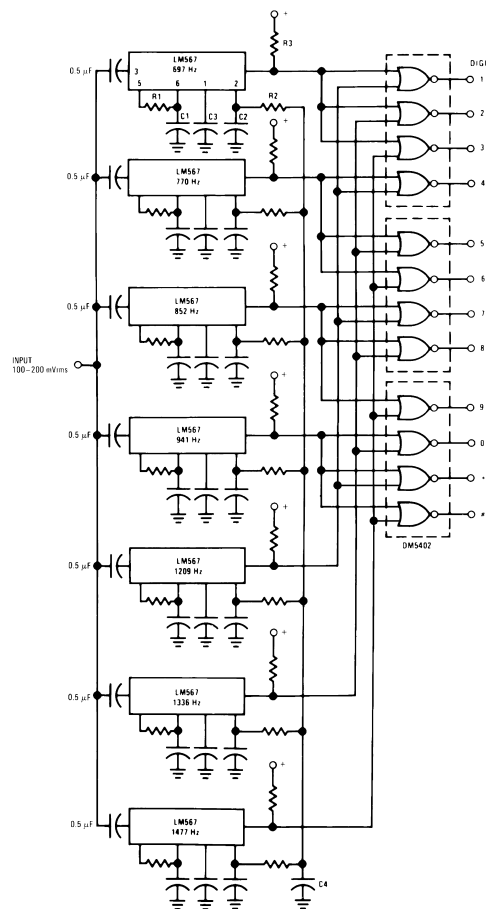 +
R3
DIGI
0.5 μF
3
LM567
697 Hz
5 6 1 2
1
R1
R2
C1 C3 C2
+
2
3
0.5 μF
LM567
770 Hz
4
+
5
6
0.5 μF
LM567
852 Hz
7
8
INPUT
100–200 mVrms
+
9
0.5 μF
LM567
941 Hz
0
*
#
DM5402
+
0.5 μF
LM567
1209 Hz
+
0.5 μF
LM567
1336 Hz
+
0.5 μF
LM567
1477 Hz
C4